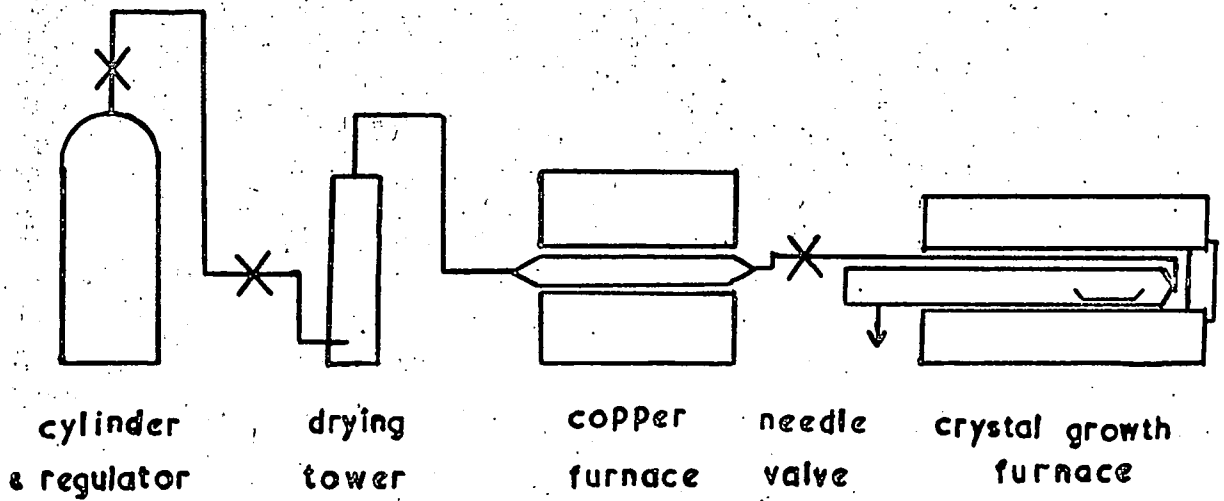 cylinder
& regulator
drying
tower
copper
furnace
needle
valve
crystal growth
furnace